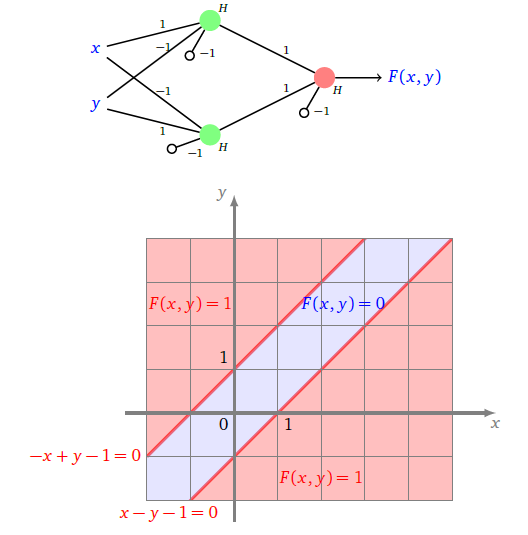 H
1
x
−1
−1
1
H
F(x, y)
−1
1
y
−1
1
−1
H
y
F(x, y) = 1
F(x, y) = 0
1
0
1
x
−x + y − 1 = 0
F(x, y) = 1
x − y − 1 = 0